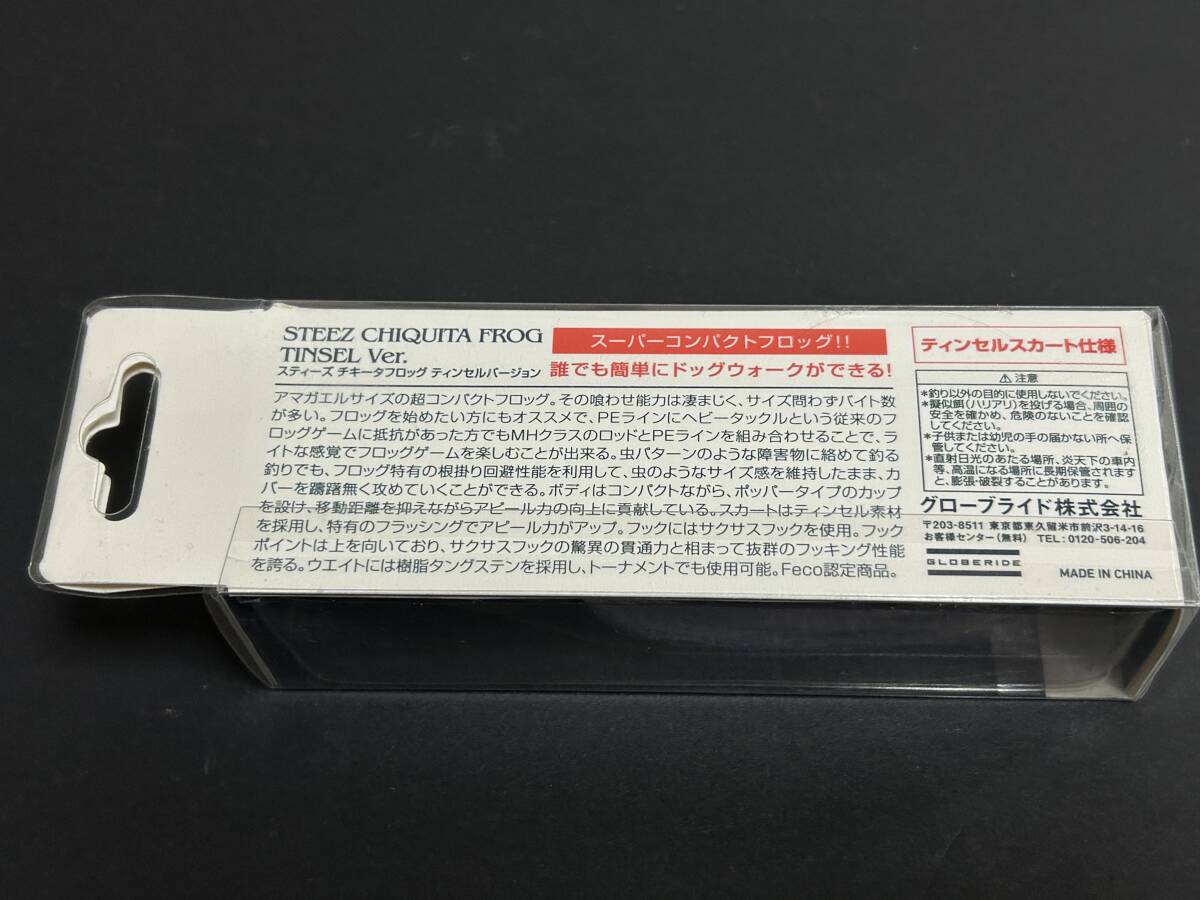 STEEZ CHIQUITA FROG
TINSEL Ver.
スティーズ チキータフロッグ ティンセルバージョン
スーパーコンパクトフロッグ!!
誰でも簡単にドッグウォークができる!
アマガエルサイズの超コンパクトフロッグ。その喰わせ能力は凄まじく、サイズ問わずバイト数
が多い。フロッグを始めたい方にもオススメで、PEラインにヘビータックルという従来のフ
ロッグゲームに抵抗があった方でもMHクラスのロッドとPEラインを組み合わせることで、ラ
イトな感覚でフロッグゲームを楽しむことが出来る。虫パターンのような障害物に絡めて釣る
釣りでも、フロッグ特有の根掛り回避性能を利用して、虫のようなサイズ感を維持したまま、カ
バーを躊躇無く攻めていくことができる。ボディはコンパクトながら、ポッパータイプのカップ
を設け、移動距離を抑えながらアピール力の向上に貢献している。スカートはティンセル素材
を採用し、特有のフラッシングでアピール力がアップ。フックにはサクサスフックを使用。フック
ポイントは上を向いており、サクサスフックの驚異の貫通力と相まって抜群のフッキング性能
を誇る。ウエイトには樹脂タングステンを採用し、トーナメントでも使用可能。Feco認定商品。
ティンセルスカート仕様
⚠注意
*釣り以外の目的に使用しないでください。
*擬似餌(ハリアリ)を投げる場合、周囲の
安全を確かめ、危険のないことを確認
してください。
*子供または幼児の手の届かない所へ保
管してください。
*直射日光のあたる場所、炎天下の車内
等、高温になる場所に長期保管されます
と、膨張・破裂することがあります。
グローブライド株式会社
〒203-8511 東京都東久留米市前沢3-14-16
お客様センター(無料) TEL:0120-506-204
GLOBERIDE
MADE IN CHINA